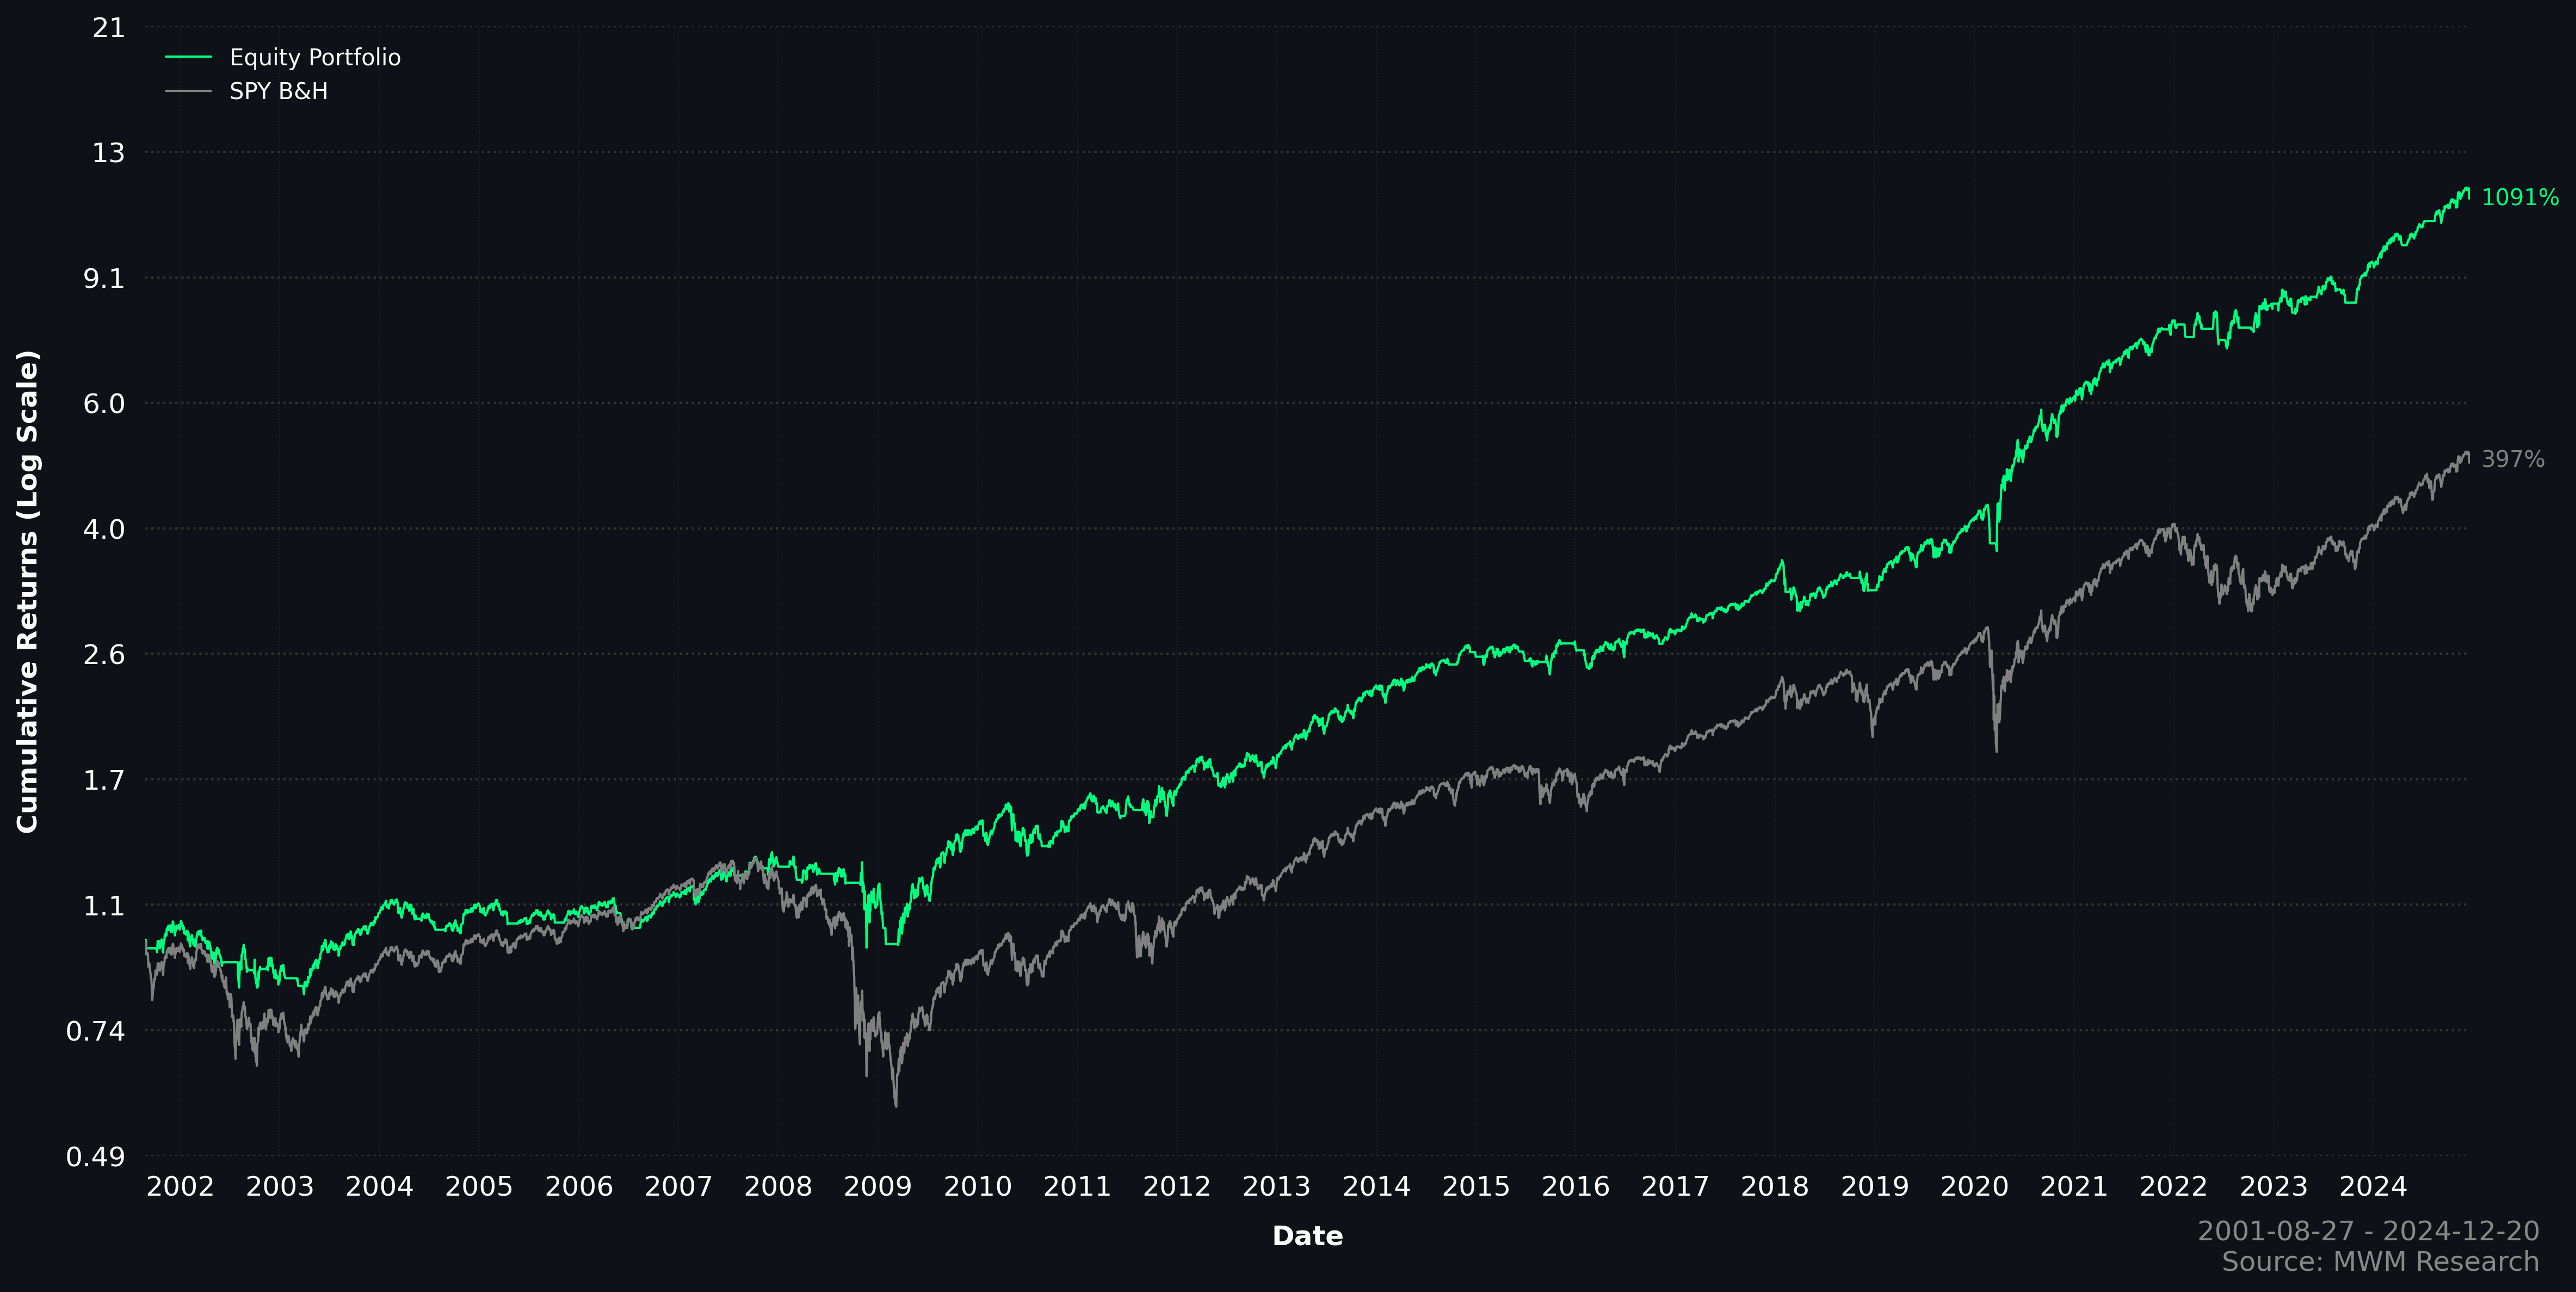 21
Equity Portfolio
SPY B&H
13
1091%
9.1
6.0
397%
4.0
2.6
1.7
1.1
0.74
0.49
Cumulative Returns (Log Scale)
2002 2003 2004 2005 2006 2007 2008 2009 2010 2011 2012 2013 2014 2015 2016 2017 2018 2019 2020 2021 2022 2023 2024
Date
2001-08-27 - 2024-12-20
Source: MWM Research